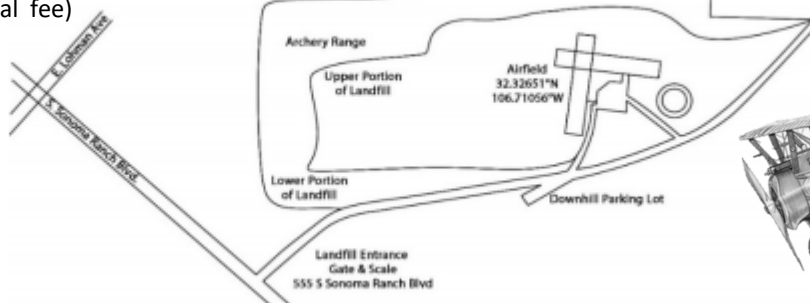 al fee)
E. Lohman Ave
S. Sonoma Ranch Blvd.
Archery Range
Upper Portion
of Landfill
Airfield
32.32651°N
106.71056°W
Lower Portion
of Landfill
Downhill Parking Lot
Landfill Entrance
Gate & Scale
555 S Sonoma Ranch Blvd